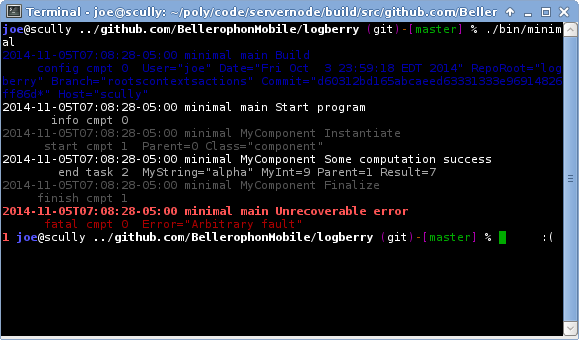 Terminal - joe@scully: ~/poly/code/servernode/build/src/github.com/Beller
joe@scully ../github.com/BellerophonMobile/logberry (git)-[master] % ./bin/minim
al
2014-11-05T07:08:28-05:00 minimal main Build
config cmpt 0 User="joe" Date="Fri Oct 3 23:59:10 EDT 2014" RepoRoot="log
berry" Branch="rootscontextsections" Host="scully"
2014-11-05T07:08:28-05:00 minimal main Start program
info cmpt 0
2014-11-05T07:08:28-05:00 minimal MyComponent Instantiate
start cmpt 1 Parent=0 Class="component"
2014-11-05T07:08:28-05:00 minimal MyComponent Some computation success
end task 2 MyString="alpha" MyInt=9 Parent=1 Result=7
2014-11-05T07:08:28-05:00 minimal MyComponent Finalize
finish cmpt 1
2014-11-05T07:08:28-05:00 minimal main Unrecoverable error
fatal cmpt 0 Error="Arbitrary fault"
1 joe@scully ../github.com/BellerophonMobile/logberry (git)-[master] % :(